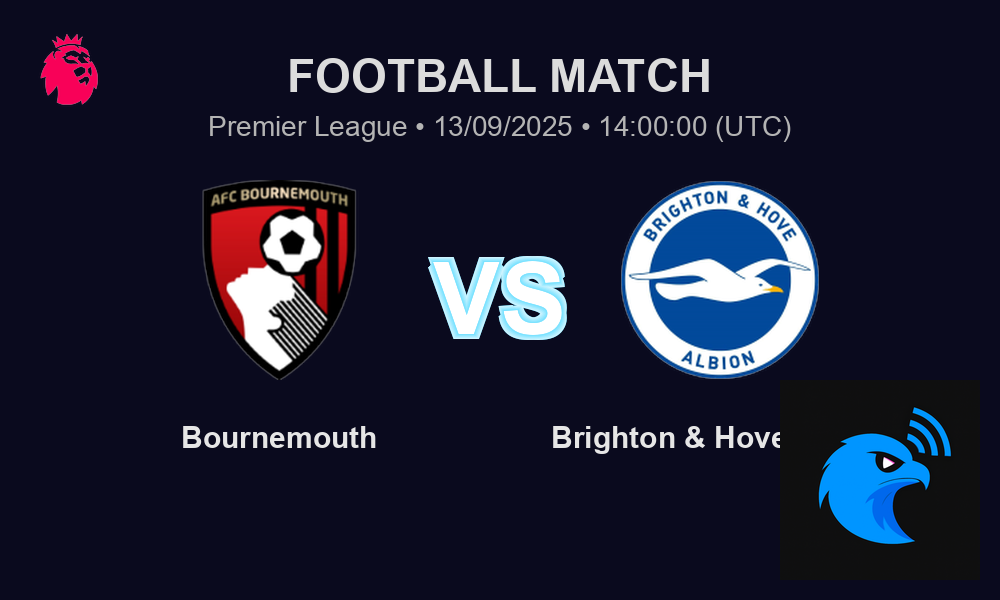 FOOTBALL MATCH
Premier League • 13/09/2025 • 14:00:00 (UTC)
AFC BOURNEMOUTH
BRIGHTON & HOVE
ALBION
VS
Bournemouth
Brighton & Hove